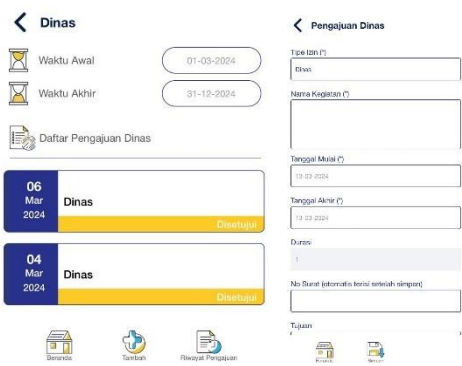 Dinas
Waktu Awal
01-03-2024
Waktu Akhir
31-12-2024
Daftar Pengajuan Dinas
06
Mar
2024
Dinas
Disetujui
04
Mar
2024
Dinas
Disetujui
Beranda
Tambah
Riwayat Pengajuan
Pengajuan Dinas
Tipe Izin (*)
Dinas
Nama Kegiatan (*)
Tanggal Mulai (*)
13-03-2024
Tanggal Akhir (*)
13-03-2024
Durasi
1
No Surat (otomatis terisi setelah simpan)
Tujuan
Beranda